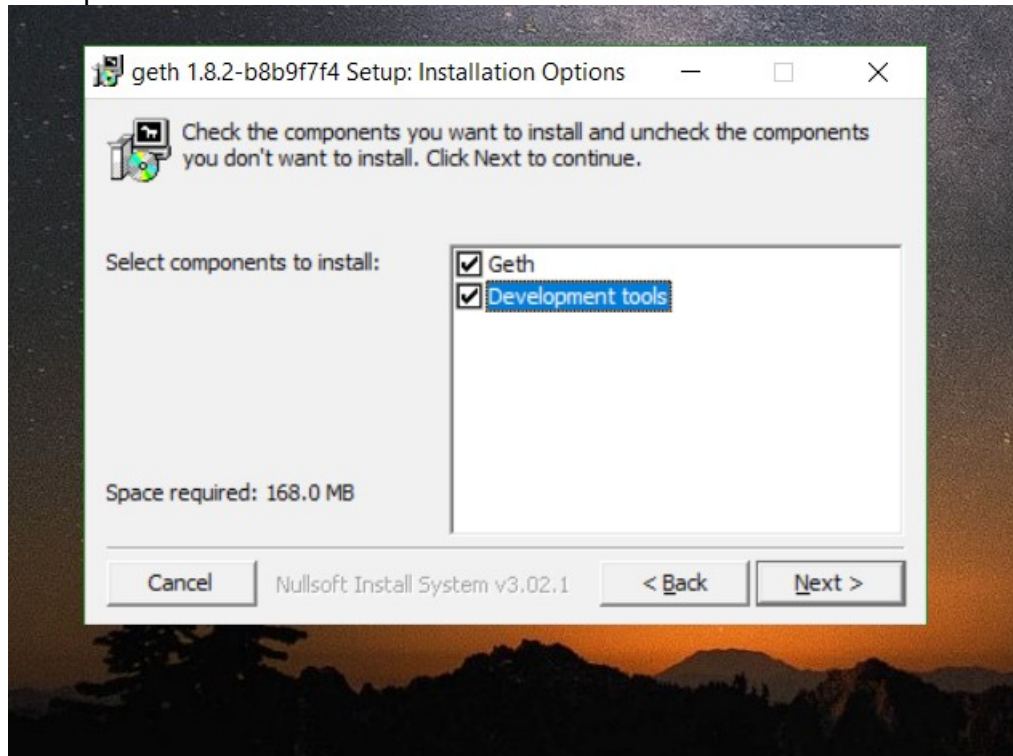 geth 1.8.2-b8b9f7f4 Setup: Installation Options
Check the components you want to install and uncheck the components
you don't want to install. Click Next to continue.
Select components to install:
Geth
Development tools
Space required: 168.0 MB
Cancel
Nullsoft Install System v3.02.1
< Back
Next >